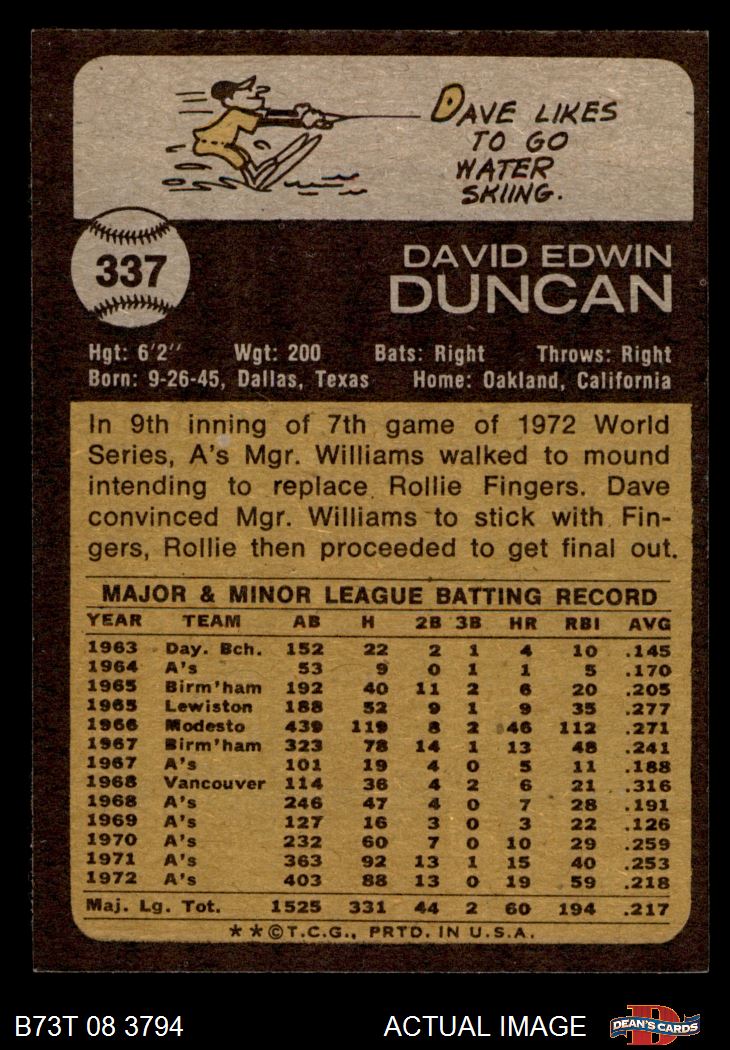 DAVE LIKES
TO GO
WATER
SKIING.
337
DAVID EDWIN
DUNCAN
Hgt: 6'2" Wgt: 200 Bats: Right Throws: Right
Born: 9-26-45, Dallas, Texas Home: Oakland, California
In 9th inning of 7th game of 1972 World
Series, A's Mgr. Williams walked to mound
intending to replace Rollie Fingers. Dave
convinced Mgr. Williams to stick with Fin-
gers, Rollie then proceeded to get final out.
MAJOR & MINOR LEAGUE BATTING RECORD
YEAR TEAM AB H 2B 3B HR RBI AVG
1963 Day. Bch. 152 22 2 1 4 10 .145
1964 A's 53 9 0 1 1 5 .170
1965 Birm'ham 192 40 11 2 6 20 .205
1965 Lewiston 188 52 9 1 9 35 .277
1966 Modesto 439 119 8 2 46 112 .271
1967 Birm'ham 323 78 14 1 13 48 .241
1967 A's 101 19 4 0 5 11 .188
1968 Vancouver 114 36 4 2 6 21 .316
1968 A's 246 47 4 0 7 28 .191
1969 A's 127 16 3 0 3 22 .126
1970 A's 232 60 7 0 10 29 .259
1971 A's 363 92 13 1 15 40 .253
1972 A's 403 88 13 0 19 59 .218
Maj. Lg. Tot. 1525 331 44 2 60 194 .217
**©T.C.G., PRTD. IN U.S.A.
B73T 08 3794 ACTUAL IMAGE DEAN'S CARDS